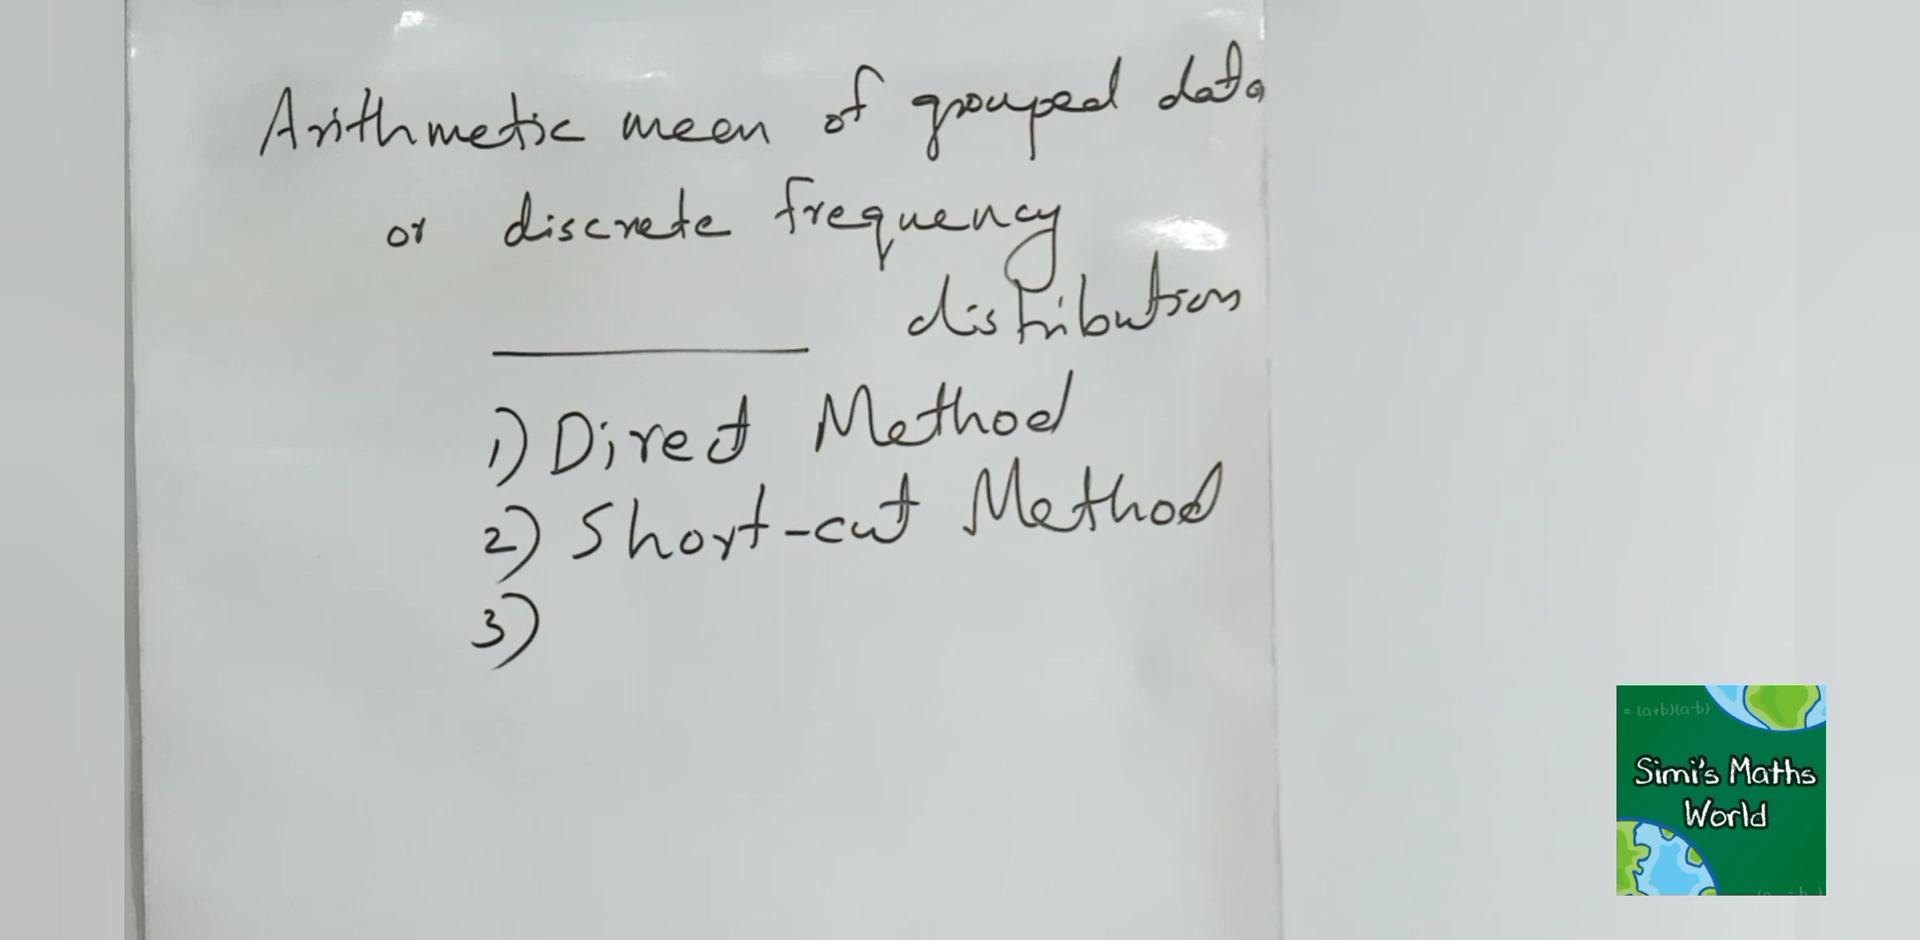 Arithmetic mean of grouped data
or discrete frequency
distribution
1) Direct Method
2) Short-cut Method
3)
= (a+b)(a-b)
Simi's Maths
World